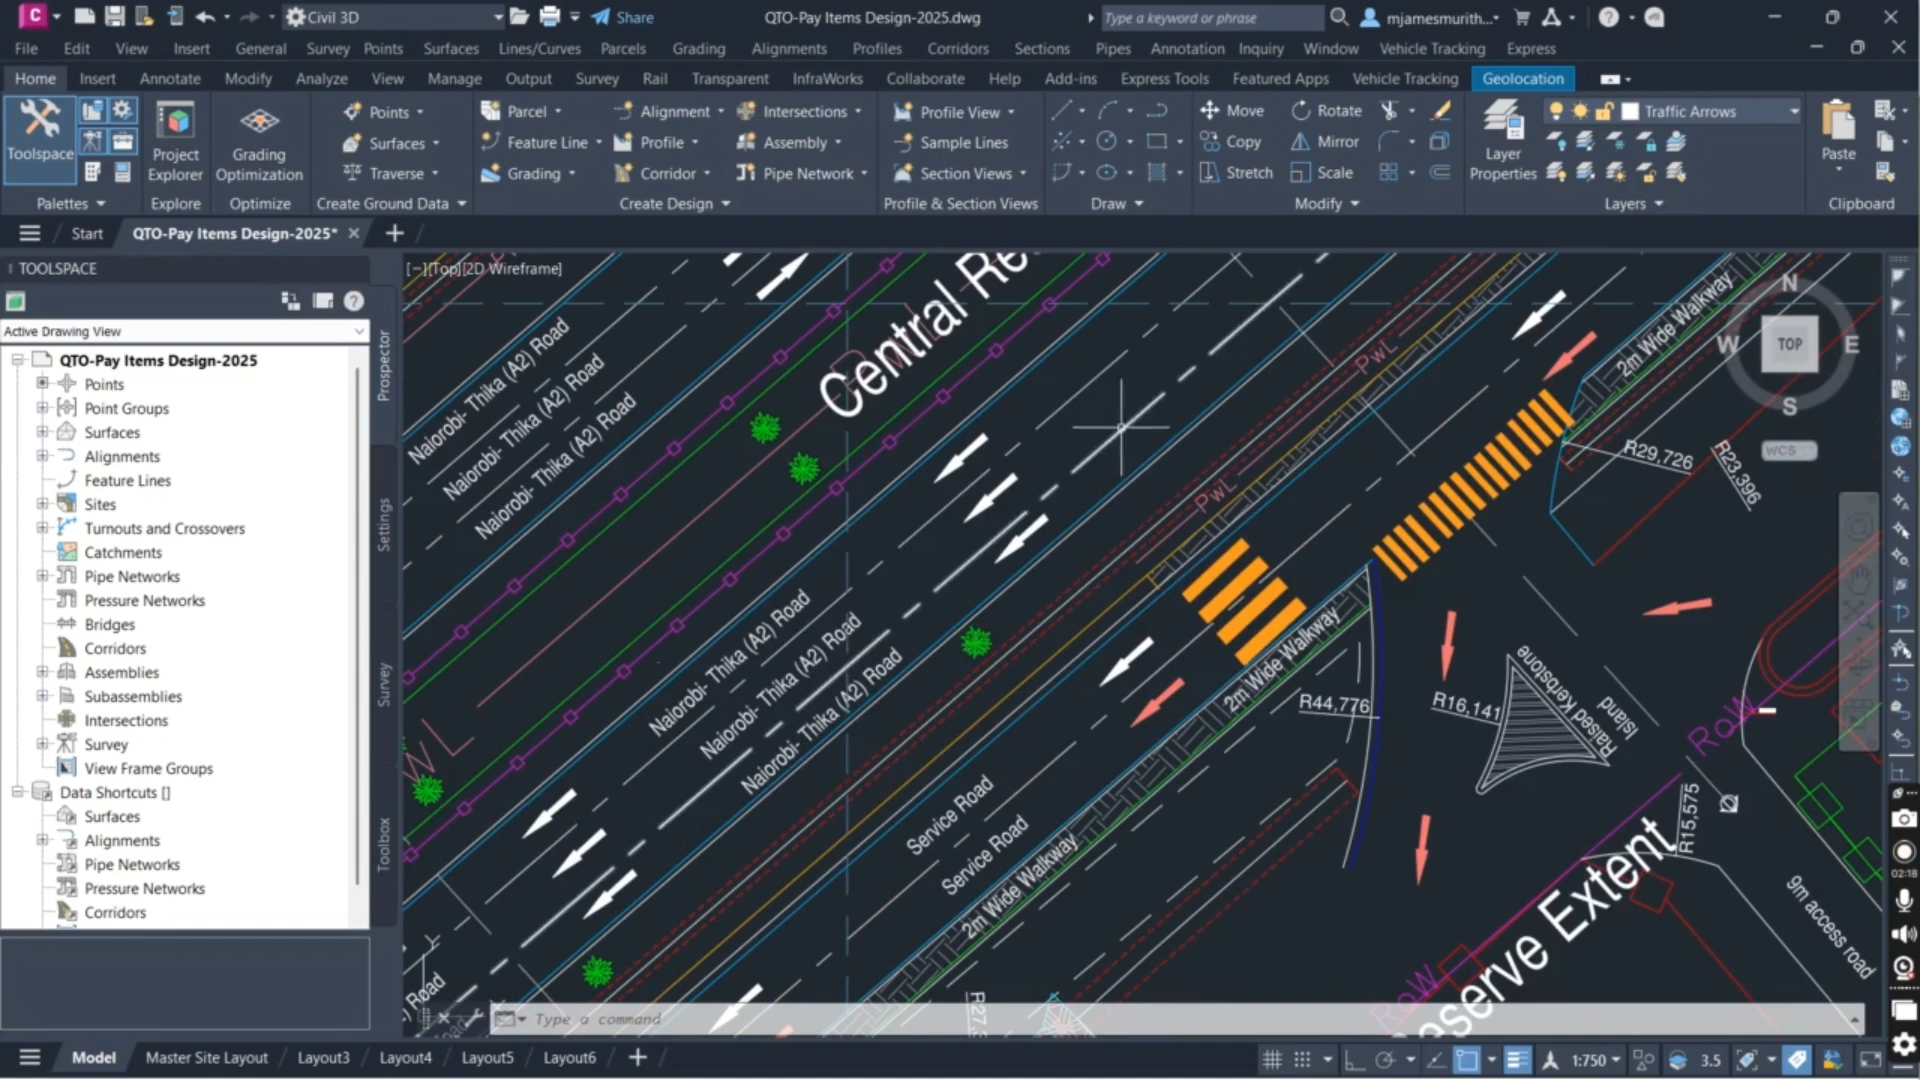 C
Civil 3D
Share
QTO-Pay Items Design-2025.dwg
Type a keyword or phrase
mjamesmurith...
File Edit View Insert General Survey Points Surfaces Lines/Curves Parcels Grading Alignments Profiles Corridors Sections Pipes Annotation Inquiry Window Vehicle Tracking Express
Home Insert Annotate Modify Analyze View Manage Output Survey Rail Transparent InfraWorks Collaborate Help Add-ins Express Tools Featured Apps Vehicle Tracking Geolocation
Points Parcel Alignment Intersections Profile View Move Rotate Traffic Arrows
Surfaces Feature Line Profile Assembly Sample Lines Copy Mirror
Traverse Grading Corridor Pipe Network Section Views Stretch Scale
Toolspace
Project
Explorer
Grading
Optimization
Layer
Properties
Paste
Palettes Explore Optimize Create Ground Data Create Design Profile & Section Views Draw Modify Layers Clipboard
Start
QTO-Pay Items Design-2025*
TOOLSPACE
Active Drawing View
QTO-Pay Items Design-2025
Points
Point Groups
Surfaces
Alignments
Feature Lines
Sites
Turnouts and Crossovers
Catchments
Pipe Networks
Pressure Networks
Bridges
Corridors
Assemblies
Subassemblies
Intersections
Survey
View Frame Groups
Data Shortcuts []
Surfaces
Alignments
Pipe Networks
Pressure Networks
Corridors
Prospector
Settings
Survey
Toolbox
[−][Top][2D Wireframe]
Central Re
Naiorobi- Thika (A2) Road
Naiorobi- Thika (A2) Road
Naiorobi- Thika (A2) Road
PwL
PwL
2m Wide Walkway
N
W
TOP
E
S
WCS
R29,726
R23,396
Naiorobi- Thika (A2) Road
Naiorobi- Thika (A2) Road
Naiorobi- Thika (A2) Road
2m Wide Walkway
R44,776
R16,141
Raised Kerbstone
Island
RoW
WL
Service Road
Service Road
2m Wide Walkway
R15,575
9m access road
RoW
eserve Extent
Road
R27,
02:18
Type a command
Model Master Site Layout Layout3 Layout4 Layout5 Layout6
1:750
3.5